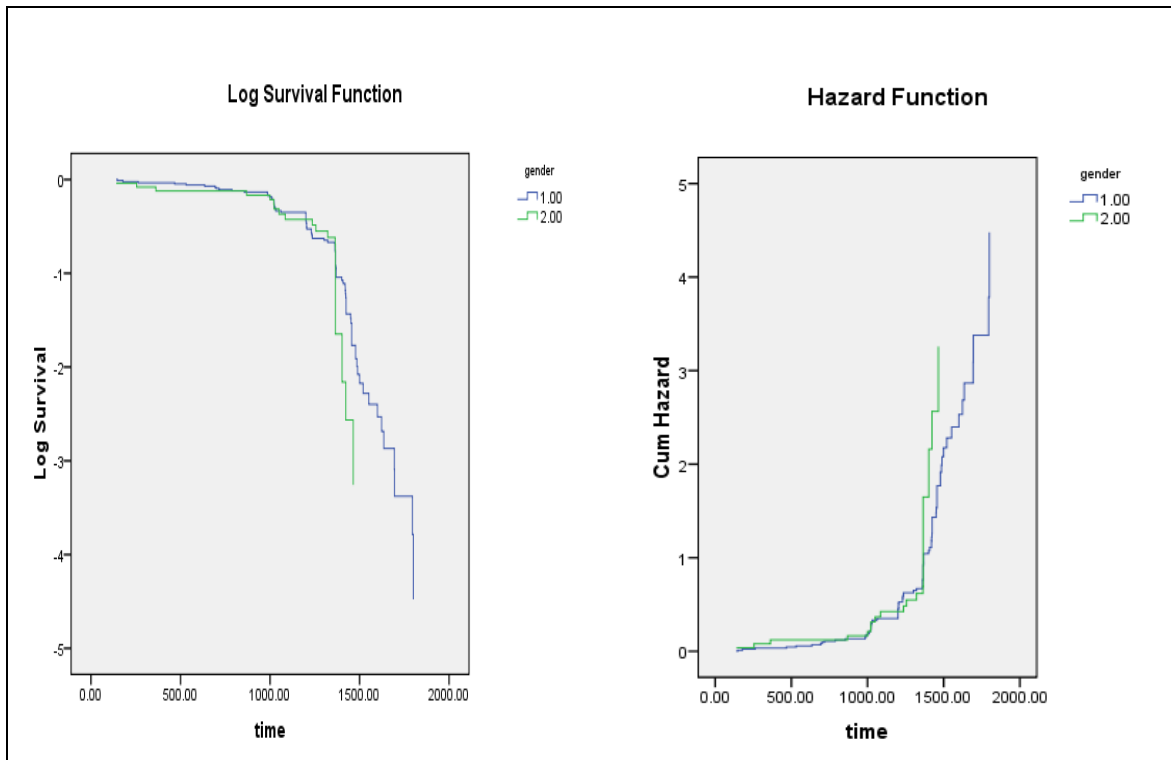 Log Survival Function
gender
1.00
2.00
0
-1
-2
-3
-4
-5
Log Survival
0.00 500.00 1000.00 1500.00 2000.00
time
Hazard Function
gender
1.00
2.00
5
4
3
2
1
0
Cum Hazard
0.00 500.00 1000.00 1500.00 2000.00
time